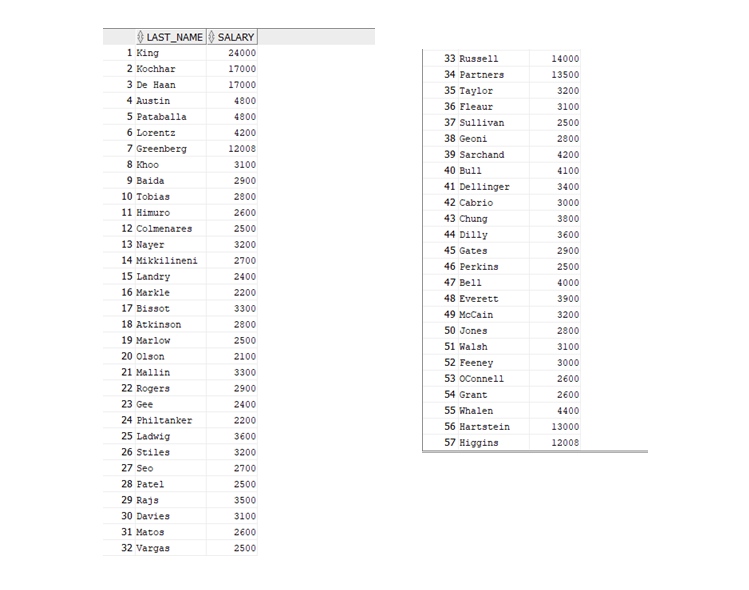 LAST_NAME SALARY
1 King 24000
2 Kochhar 17000
3 De Haan 17000
4 Austin 4800
5 Pataballa 4800
6 Lorentz 4200
7 Greenberg 12008
8 Khoo 3100
9 Baida 2900
10 Tobias 2800
11 Himuro 2600
12 Colmenares 2500
13 Nayer 3200
14 Mikkilineni 2700
15 Landry 2400
16 Markle 2200
17 Bissot 3300
18 Atkinson 2800
19 Marlow 2500
20 Olson 2100
21 Mallin 3300
22 Rogers 2900
23 Gee 2400
24 Philtanker 2200
25 Ladwig 3600
26 Stiles 3200
27 Seo 2700
28 Patel 2500
29 Rajs 3500
30 Davies 3100
31 Matos 2600
32 Vargas 2500
33 Russell 14000
34 Partners 13500
35 Taylor 3200
36 Fleaur 3100
37 Sullivan 2500
38 Geoni 2800
39 Sarchand 4200
40 Bull 4100
41 Dellinger 3400
42 Cabrio 3000
43 Chung 3800
44 Dilly 3600
45 Gates 2900
46 Perkins 2500
47 Bell 4000
48 Everett 3900
49 McCain 3200
50 Jones 2800
51 Walsh 3100
52 Feeney 3000
53 OConnell 2600
54 Grant 2600
55 Whalen 4400
56 Hartstein 13000
57 Higgins 12008